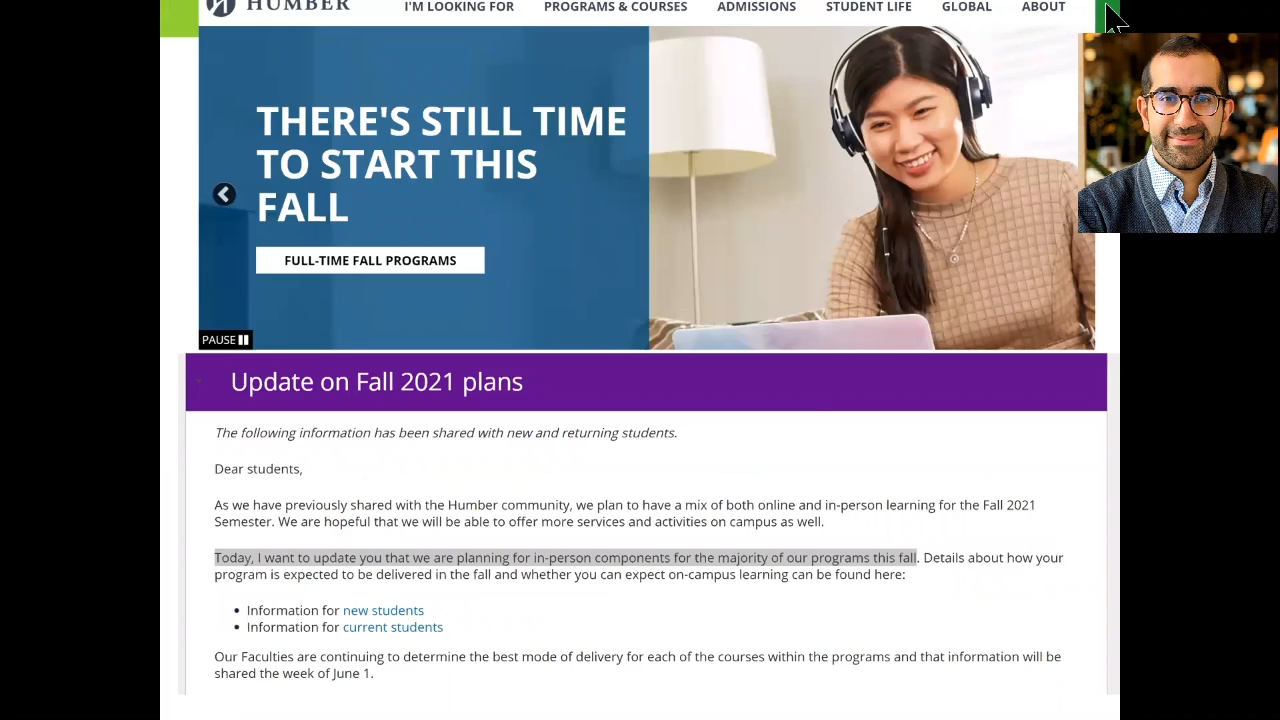 HUMBER
I'M LOOKING FOR PROGRAMS & COURSES ADMISSIONS STUDENT LIFE GLOBAL ABOUT
THERE'S STILL TIME
TO START THIS
FALL
FULL-TIME FALL PROGRAMS
PAUSE
Update on Fall 2021 plans
The following information has been shared with new and returning students.
Dear students,
As we have previously shared with the Humber community, we plan to have a mix of both online and in-person learning for the Fall 2021
Semester. We are hopeful that we will be able to offer more services and activities on campus as well.
Today, I want to update you that we are planning for in-person components for the majority of our programs this fall. Details about how your
program is expected to be delivered in the fall and whether you can expect on-campus learning can be found here:
• Information for new students
• Information for current students
Our Faculties are continuing to determine the best mode of delivery for each of the courses within the programs and that information will be
shared the week of June 1.